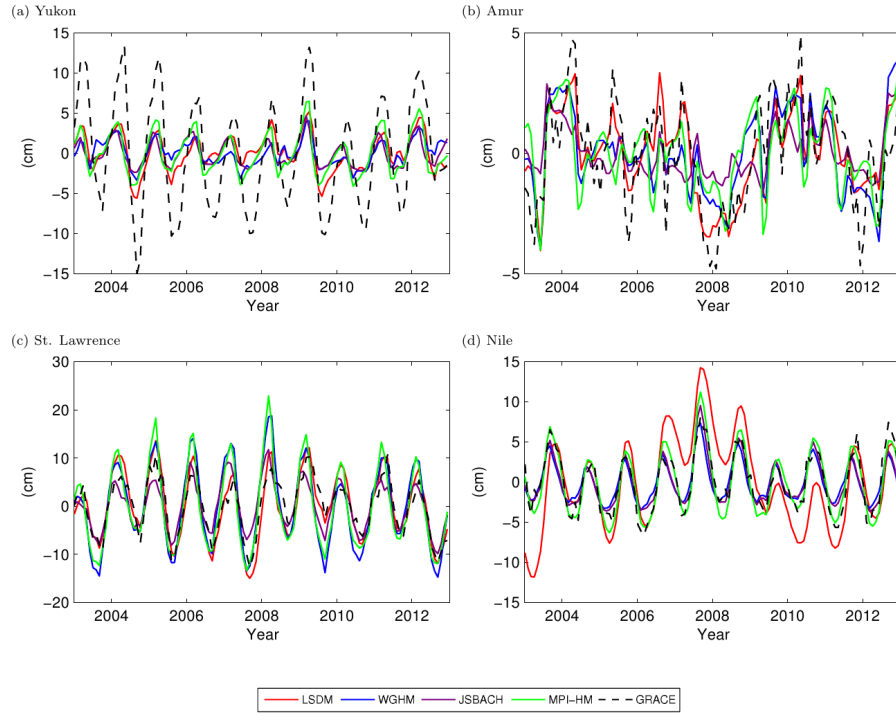 (a) Yukon
15
10
5
0
−5
−10
−15
(cm)
2004 2006 2008 2010 2012
Year
(b) Amur
5
0
−5
(cm)
2004 2006 2008 2010 2012
Year
(c) St. Lawrence
30
20
10
0
−10
−20
(cm)
2004 2006 2008 2010 2012
Year
(d) Nile
15
10
5
0
−5
−10
−15
(cm)
2004 2006 2008 2010 2012
Year
LSDM WGHM JSBACH MPI−HM GRACE